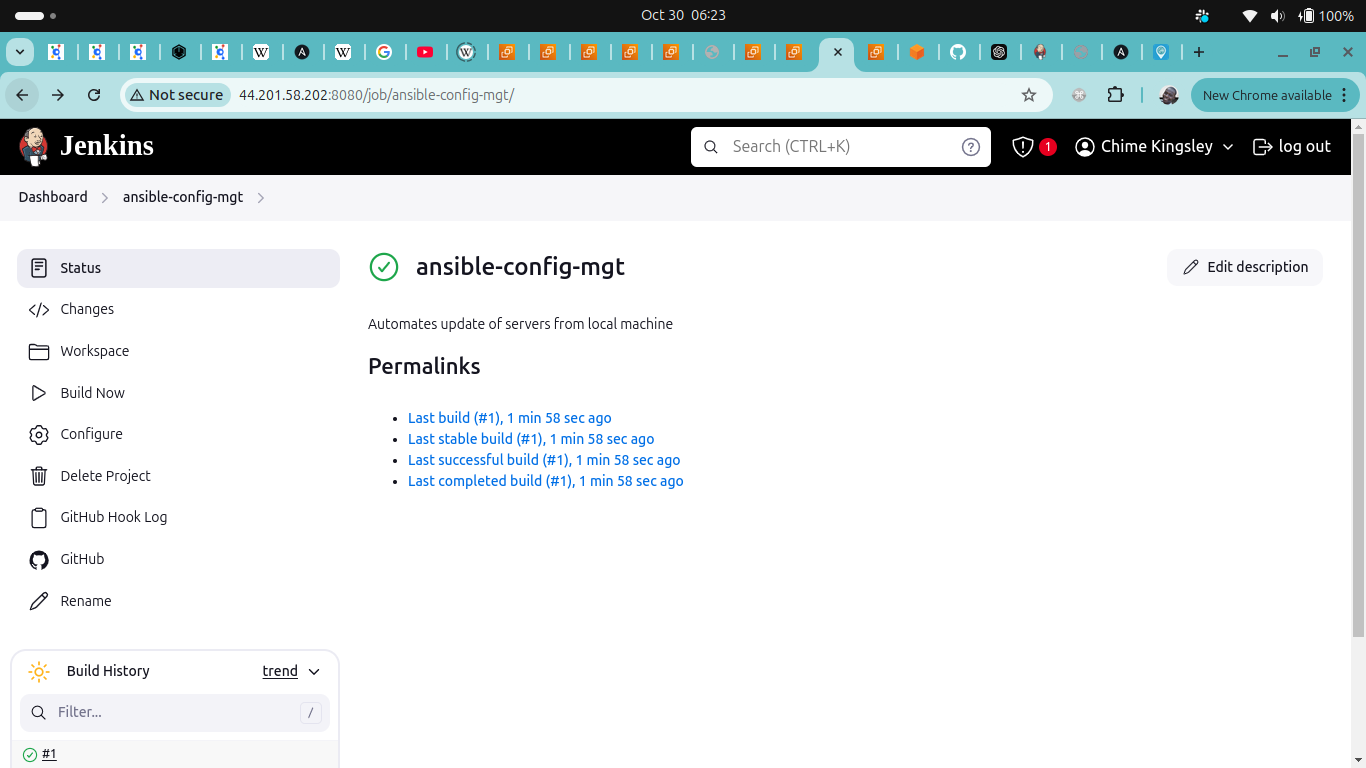 Oct 30 06:23
100%
Not secure
44.201.58.202:8080/job/ansible-config-mgt/
New Chrome available
Jenkins
Search (CTRL+K)
1
Chime Kingsley
log out
Dashboard
ansible-config-mgt
Status
Changes
Workspace
Build Now
Configure
Delete Project
GitHub Hook Log
GitHub
Rename
Build History
trend
Filter...
/
#1
ansible-config-mgt
Edit description
Automates update of servers from local machine
Permalinks
Last build (#1), 1 min 58 sec ago
Last stable build (#1), 1 min 58 sec ago
Last successful build (#1), 1 min 58 sec ago
Last completed build (#1), 1 min 58 sec ago